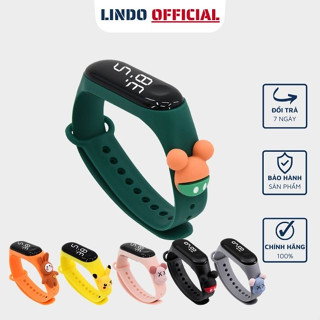 LINDO OFFICIAL
ĐỔI TRẢ
7 NGÀY
BẢO HÀNH
SẢN PHẨM
CHÍNH HÃNG
100%